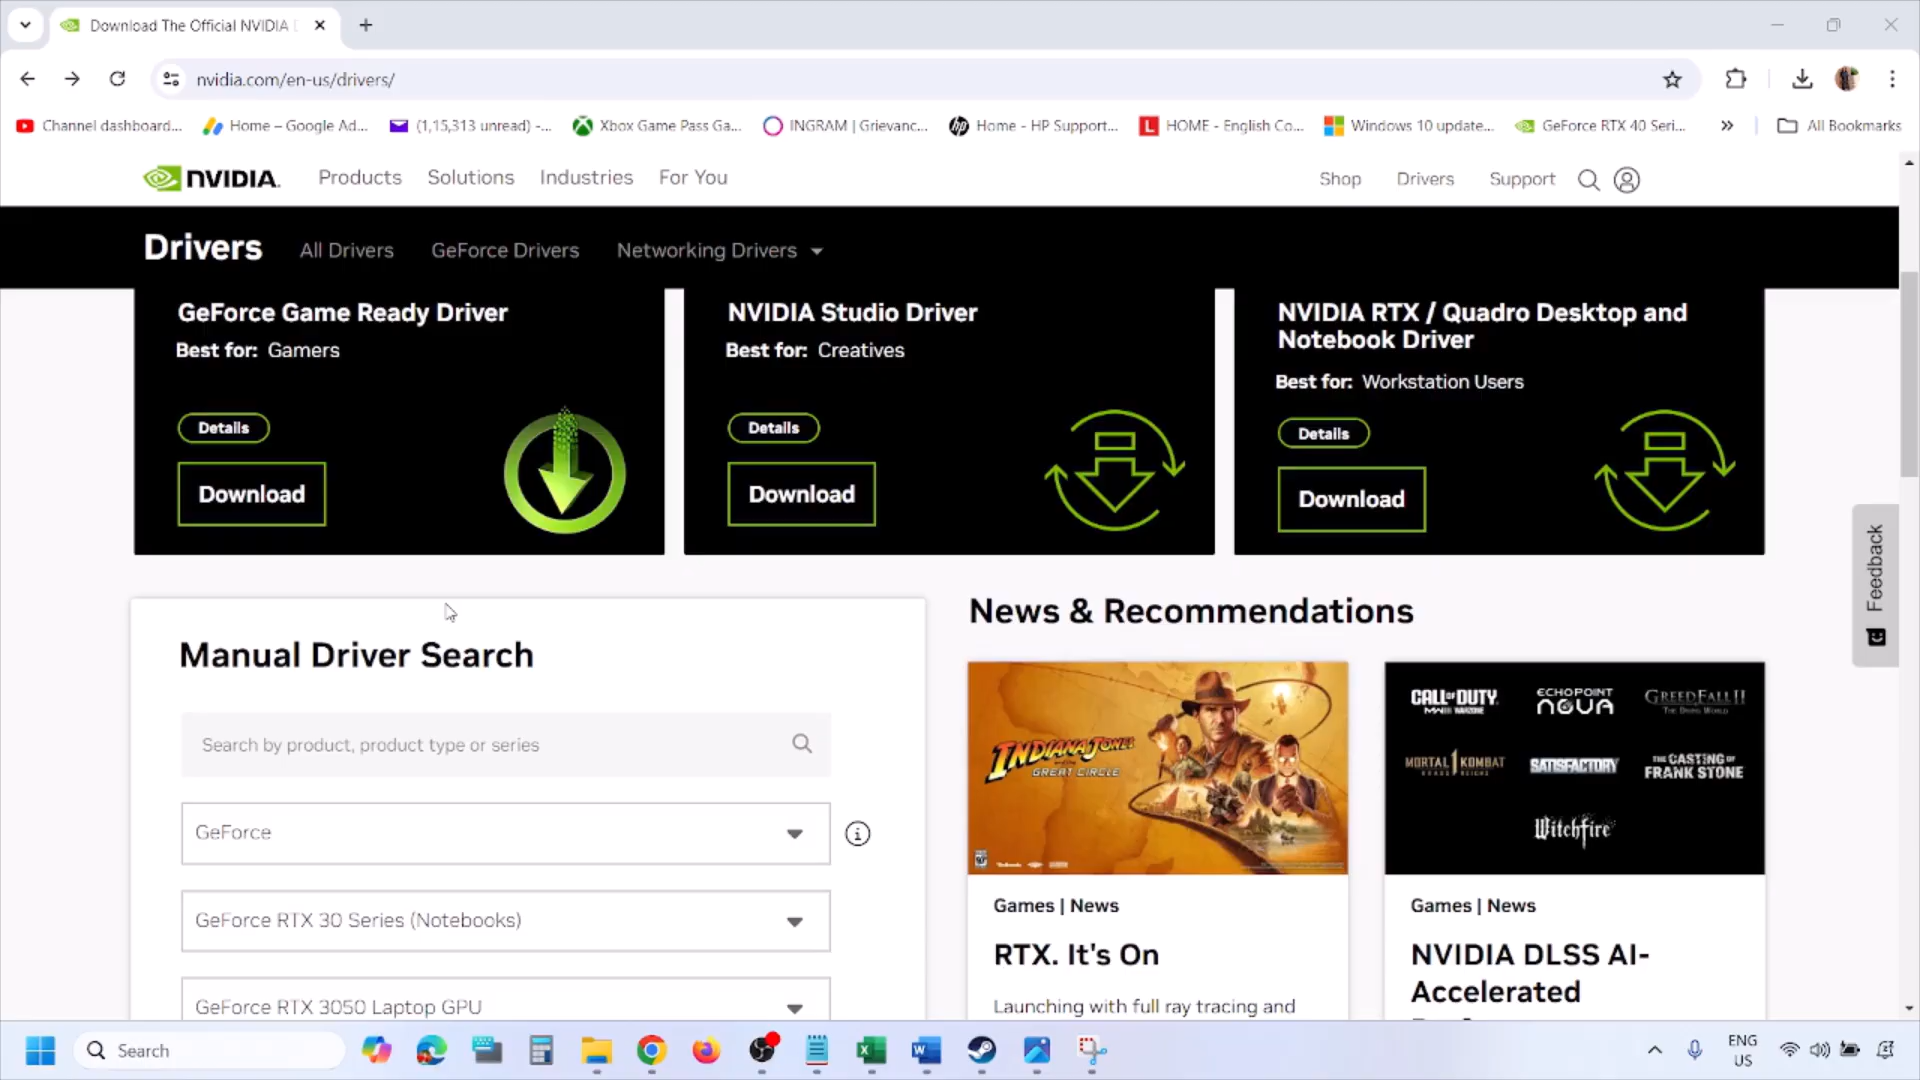 Download The Official NVIDIA
nvidia.com/en-us/drivers/
Channel dashboard...
Home – Google Ad...
(1,15,313 unread) -...
Xbox Game Pass Ga...
INGRAM | Grievanc...
Home - HP Support...
HOME - English Co...
Windows 10 update...
GeForce RTX 40 Seri...
All Bookmarks
NVIDIA.
Products
Solutions
Industries
For You
Shop
Drivers
Support
Drivers
All Drivers
GeForce Drivers
Networking Drivers
GeForce Game Ready Driver
Best for: Gamers
Details
Download
NVIDIA Studio Driver
Best for: Creatives
Details
Download
NVIDIA RTX / Quadro Desktop and
Notebook Driver
Best for: Workstation Users
Details
Download
Feedback
Manual Driver Search
Search by product, product type or series
GeForce
GeForce RTX 30 Series (Notebooks)
GeForce RTX 3050 Laptop GPU
News & Recommendations
INDIANA JONES
GREAT CIRCLE
Games | News
RTX. It's On
Launching with full ray tracing and
CALL OF DUTY
ECHOPOINT
NOVA
GREEDFALL II
THE DYING WORLD
MORTAL KOMBAT 1
SATISFACTORY
THE CASTING OF
FRANK STONE
Witchfire
Games | News
NVIDIA DLSS AI-
Accelerated
Search
ENG
US